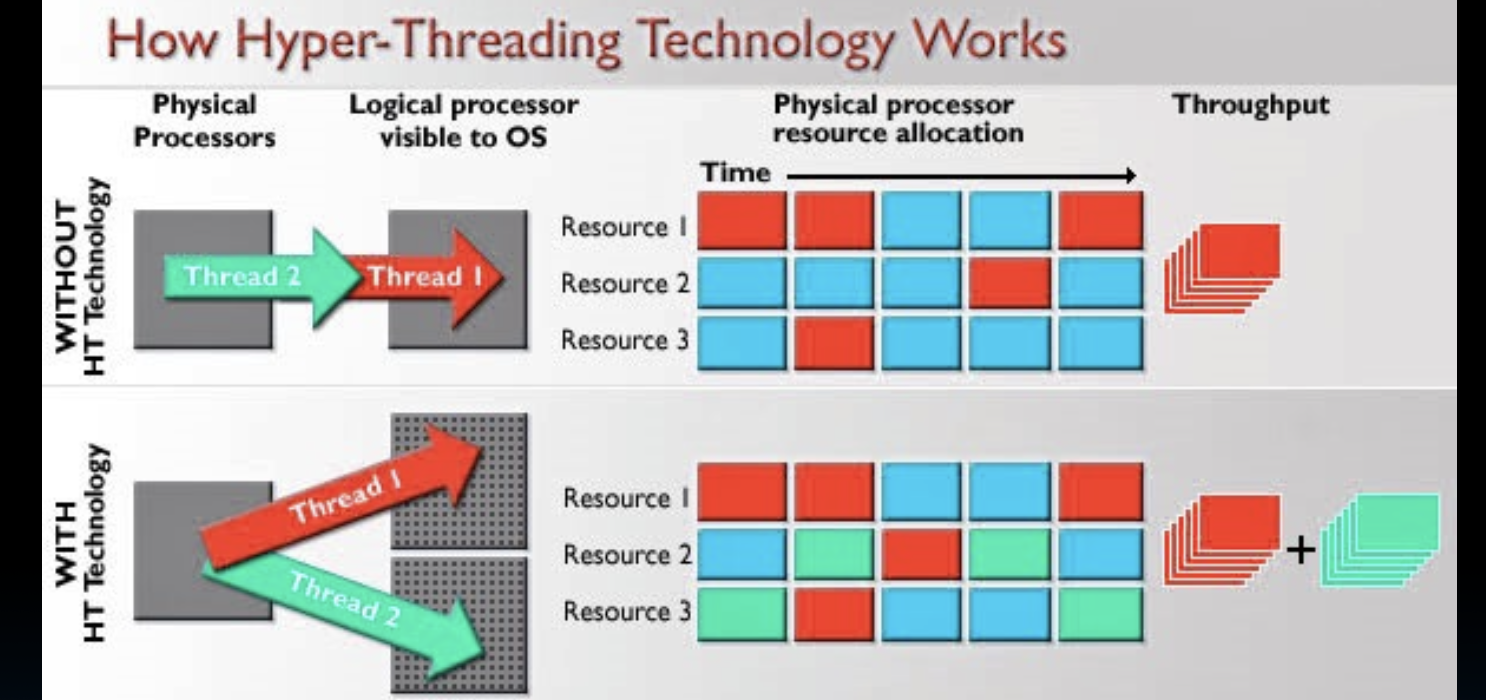 How Hyper-Threading Technology Works
Physical
Processors
Logical processor
visible to OS
Physical processor
resource allocation
Throughput
Time
WITHOUT
HT Technology
Thread 2
Thread 1
Resource 1
Resource 2
Resource 3
WITH
HT Technology
Thread 1
Thread 2
Resource 1
Resource 2
Resource 3
+